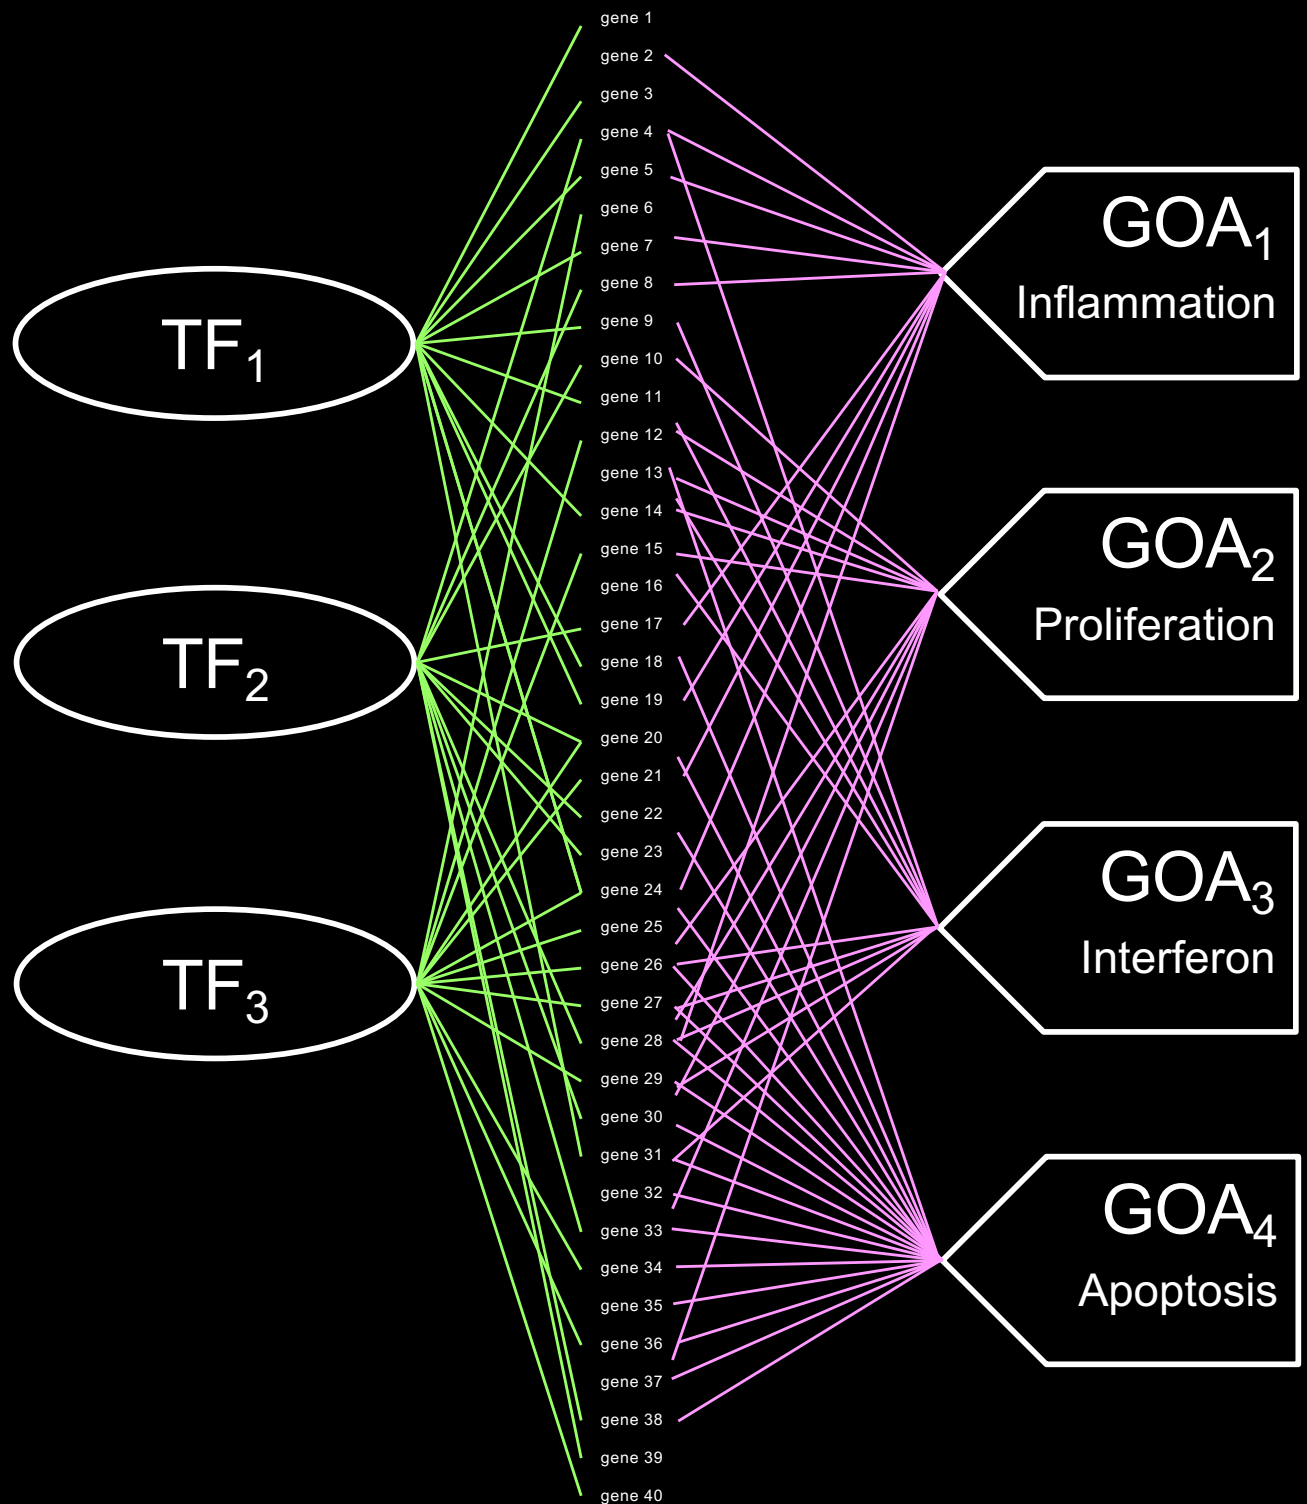 TF1
TF2
TF3
gene 1
gene 2
gene 3
gene 4
gene 5
gene 6
gene 7
gene 8
gene 9
gene 10
gene 11
gene 12
gene 13
gene 14
gene 15
gene 16
gene 17
gene 18
gene 19
gene 20
gene 21
gene 22
gene 23
gene 24
gene 25
gene 26
gene 27
gene 28
gene 29
gene 30
gene 31
gene 32
gene 33
gene 34
gene 35
gene 36
gene 37
gene 38
gene 39
gene 40
GOA1
Inflammation
GOA2
Proliferation
GOA3
Interferon
GOA4
Apoptosis